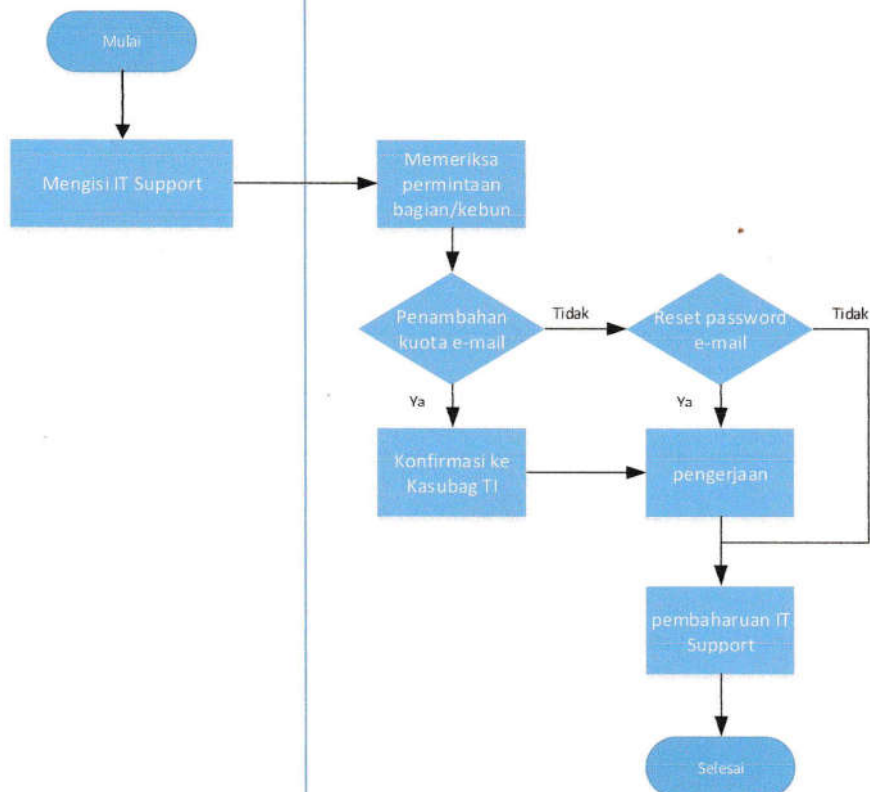 Mulai
Mengisi IT Support
Memeriksa
permintaan
bagian/kebun
Penambahan
kuota e-mail
Tidak
Reset password
e-mail
Tidak
Ya
Ya
Konfirmasi ke
Kasubag TI
pengerjaan
pembaharuan IT
Support
Selesai